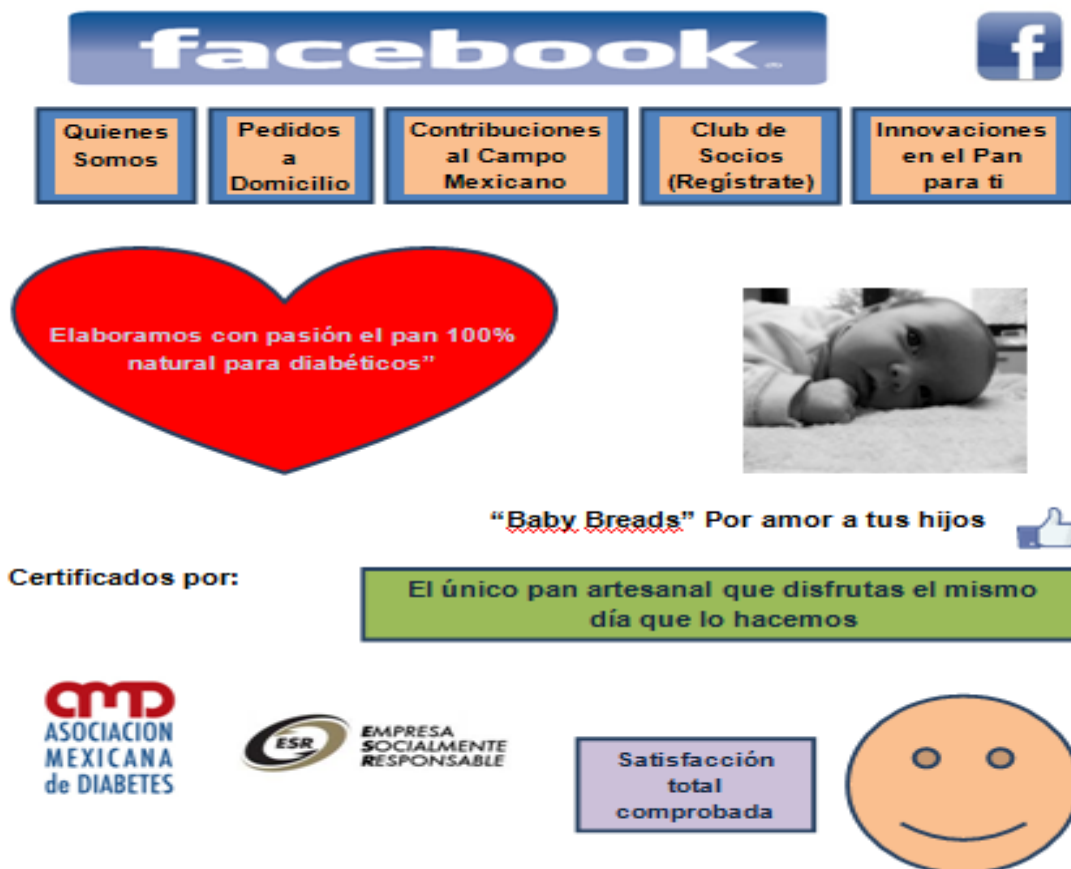 facebook.
f
Quienes
Somos
Pedidos
a
Domicilio
Contribuciones
al Campo
Mexicano
Club de
Socios
(Regístrate)
Innovaciones
en el Pan
para ti
Elaboramos con pasión el pan 100%
natural para diabéticos”
“Baby Breads” Por amor a tus hijos
Certificados por:
El único pan artesanal que disfrutas el mismo
día que lo hacemos
amd
ASOCIACION
MEXICANA
de DIABETES
ESR
EMPRESA
SOCIALMENTE
RESPONSABLE
Satisfacción
total
comprobada